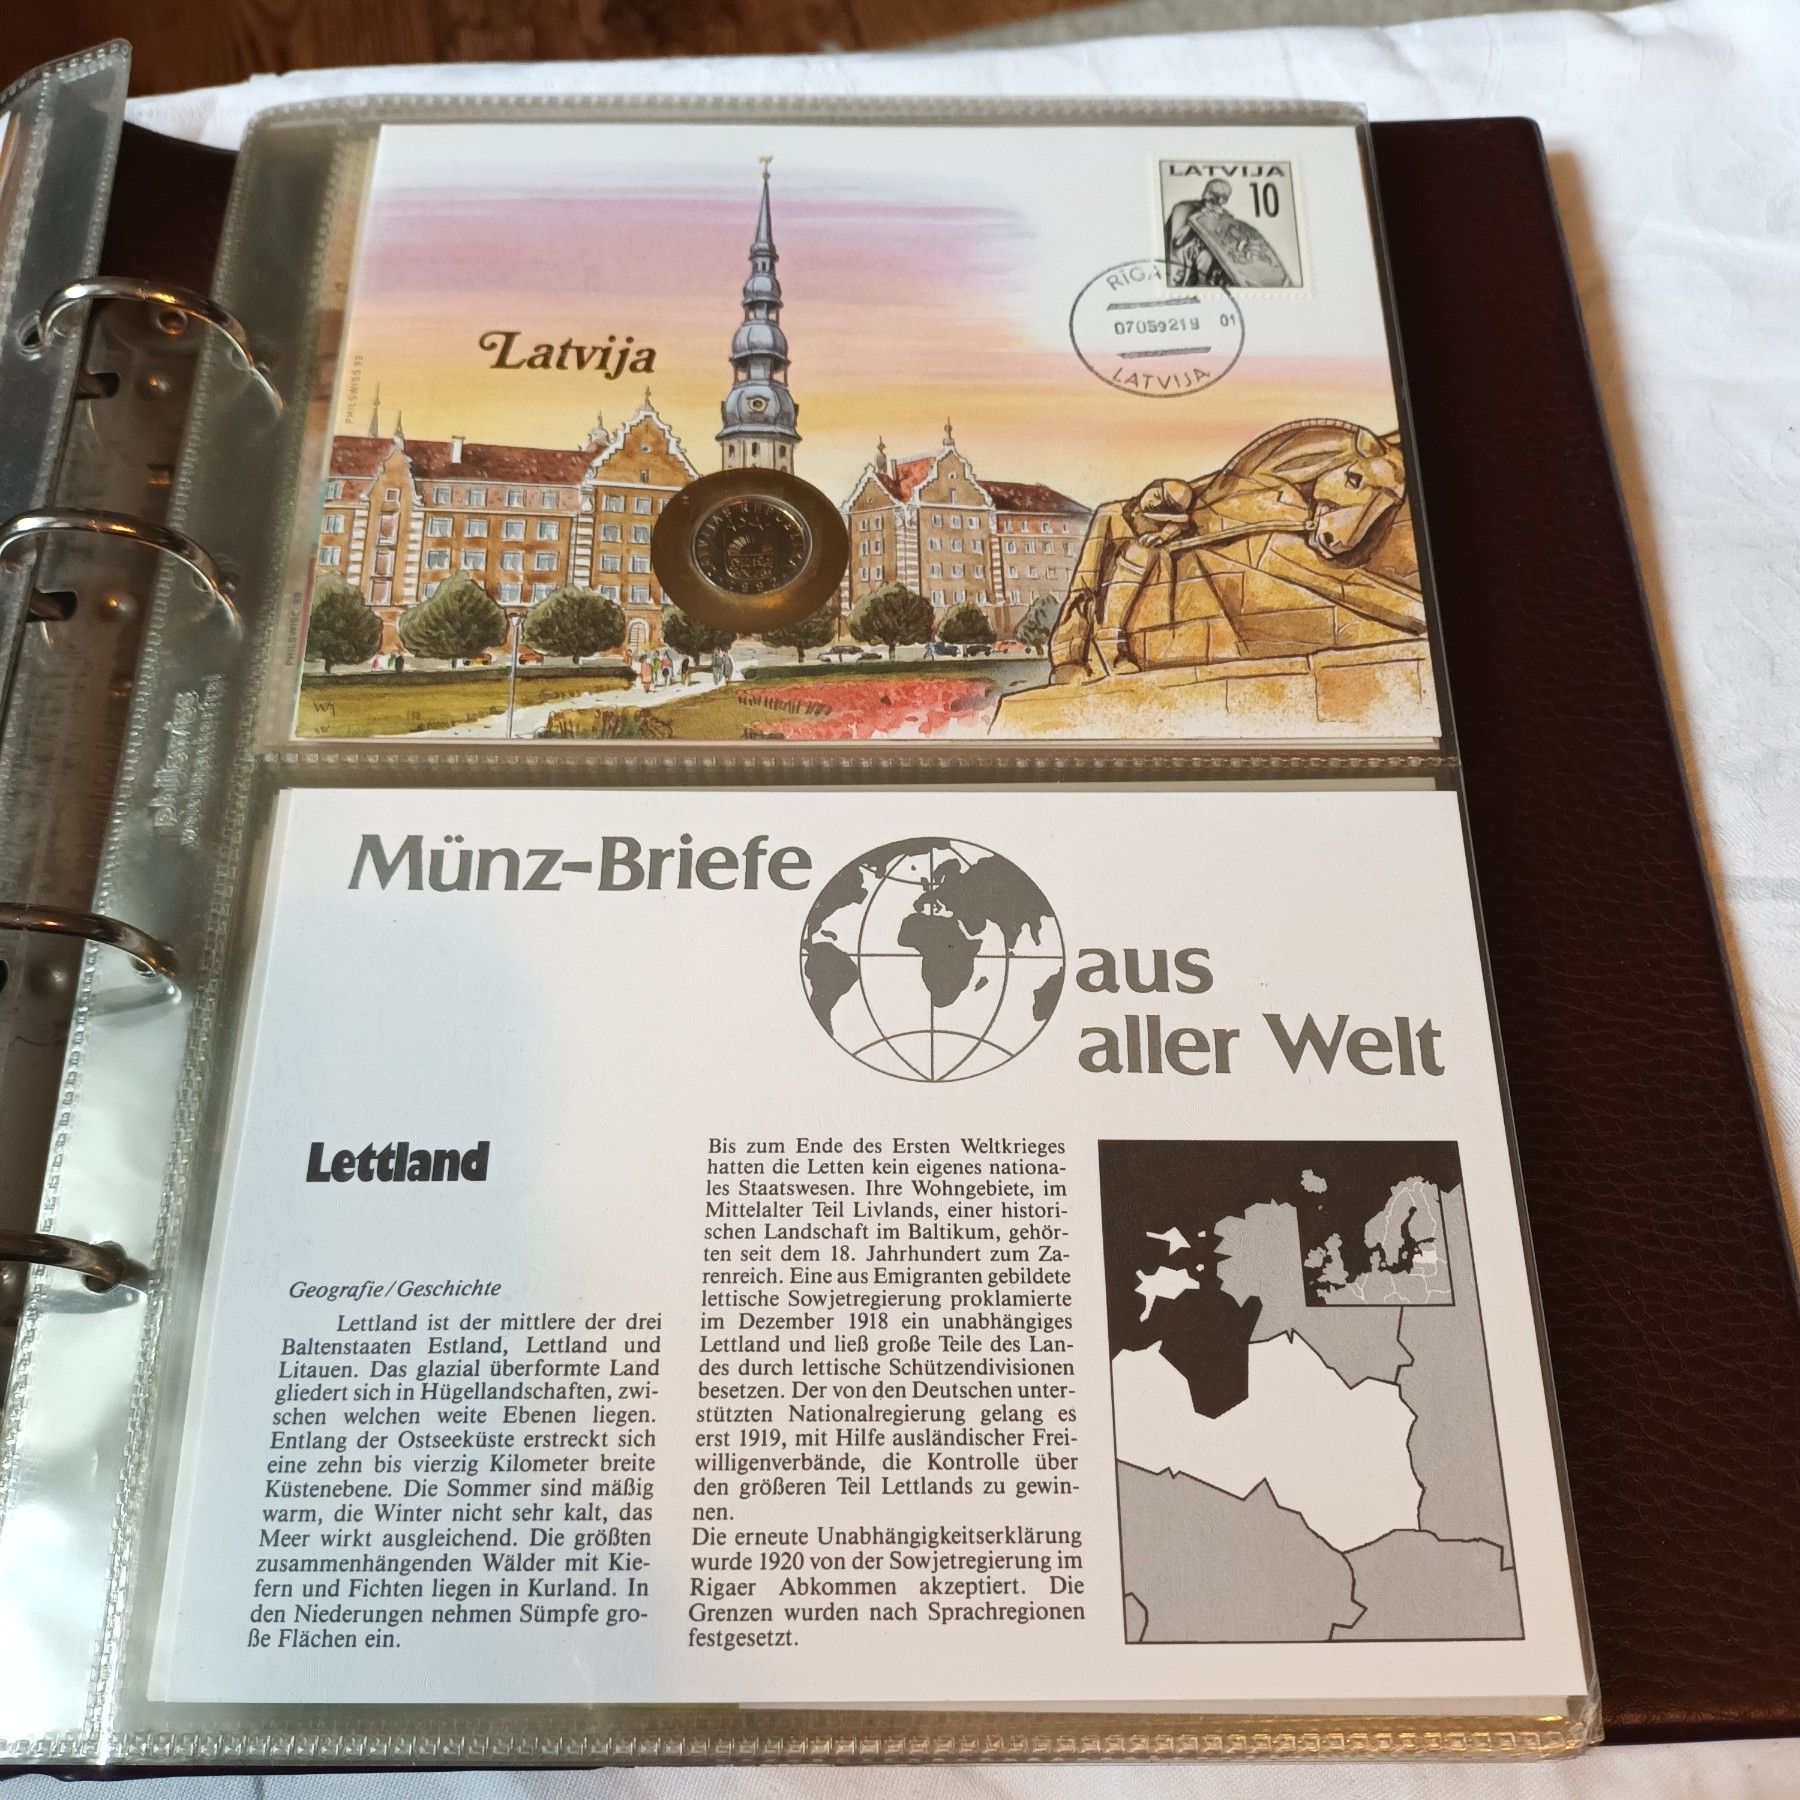 LATVIJA
10
RĪGA-5
07059219 01
LATVIJA
Latvija
PHILSWISS 93
Münz-Briefe
aus
aller Welt
Lettland
Geografie/Geschichte
Lettland ist der mittlere der drei
Baltenstaaten Estland, Lettland und
Litauen. Das glazial überformte Land
gliedert sich in Hügellandschaften, zwi-
schen welchen weite Ebenen liegen.
Entlang der Ostseeküste erstreckt sich
eine zehn bis vierzig Kilometer breite
Küstenebene. Die Sommer sind mäßig
warm, die Winter nicht sehr kalt, das
Meer wirkt ausgleichend. Die größten
zusammenhängenden Wälder mit Kie-
fern und Fichten liegen in Kurland. In
den Niederungen nehmen Sümpfe gro-
ße Flächen ein.
Bis zum Ende des Ersten Weltkrieges
hatten die Letten kein eigenes nationa-
les Staatswesen. Ihre Wohngebiete, im
Mittelalter Teil Livlands, einer histori-
schen Landschaft im Baltikum, gehör-
ten seit dem 18. Jahrhundert zum Za-
renreich. Eine aus Emigranten gebildete
lettische Sowjetregierung proklamierte
im Dezember 1918 ein unabhängiges
Lettland und ließ große Teile des Lan-
des durch lettische Schützendivisionen
besetzen. Der von den Deutschen unter-
stützten Nationalregierung gelang es
erst 1919, mit Hilfe ausländischer Frei-
willigenverbände, die Kontrolle über
den größeren Teil Lettlands zu gewin-
nen.
Die erneute Unabhängigkeitserklärung
wurde 1920 von der Sowjetregierung im
Rigaer Abkommen akzeptiert. Die
Grenzen wurden nach Sprachregionen
festgesetzt.